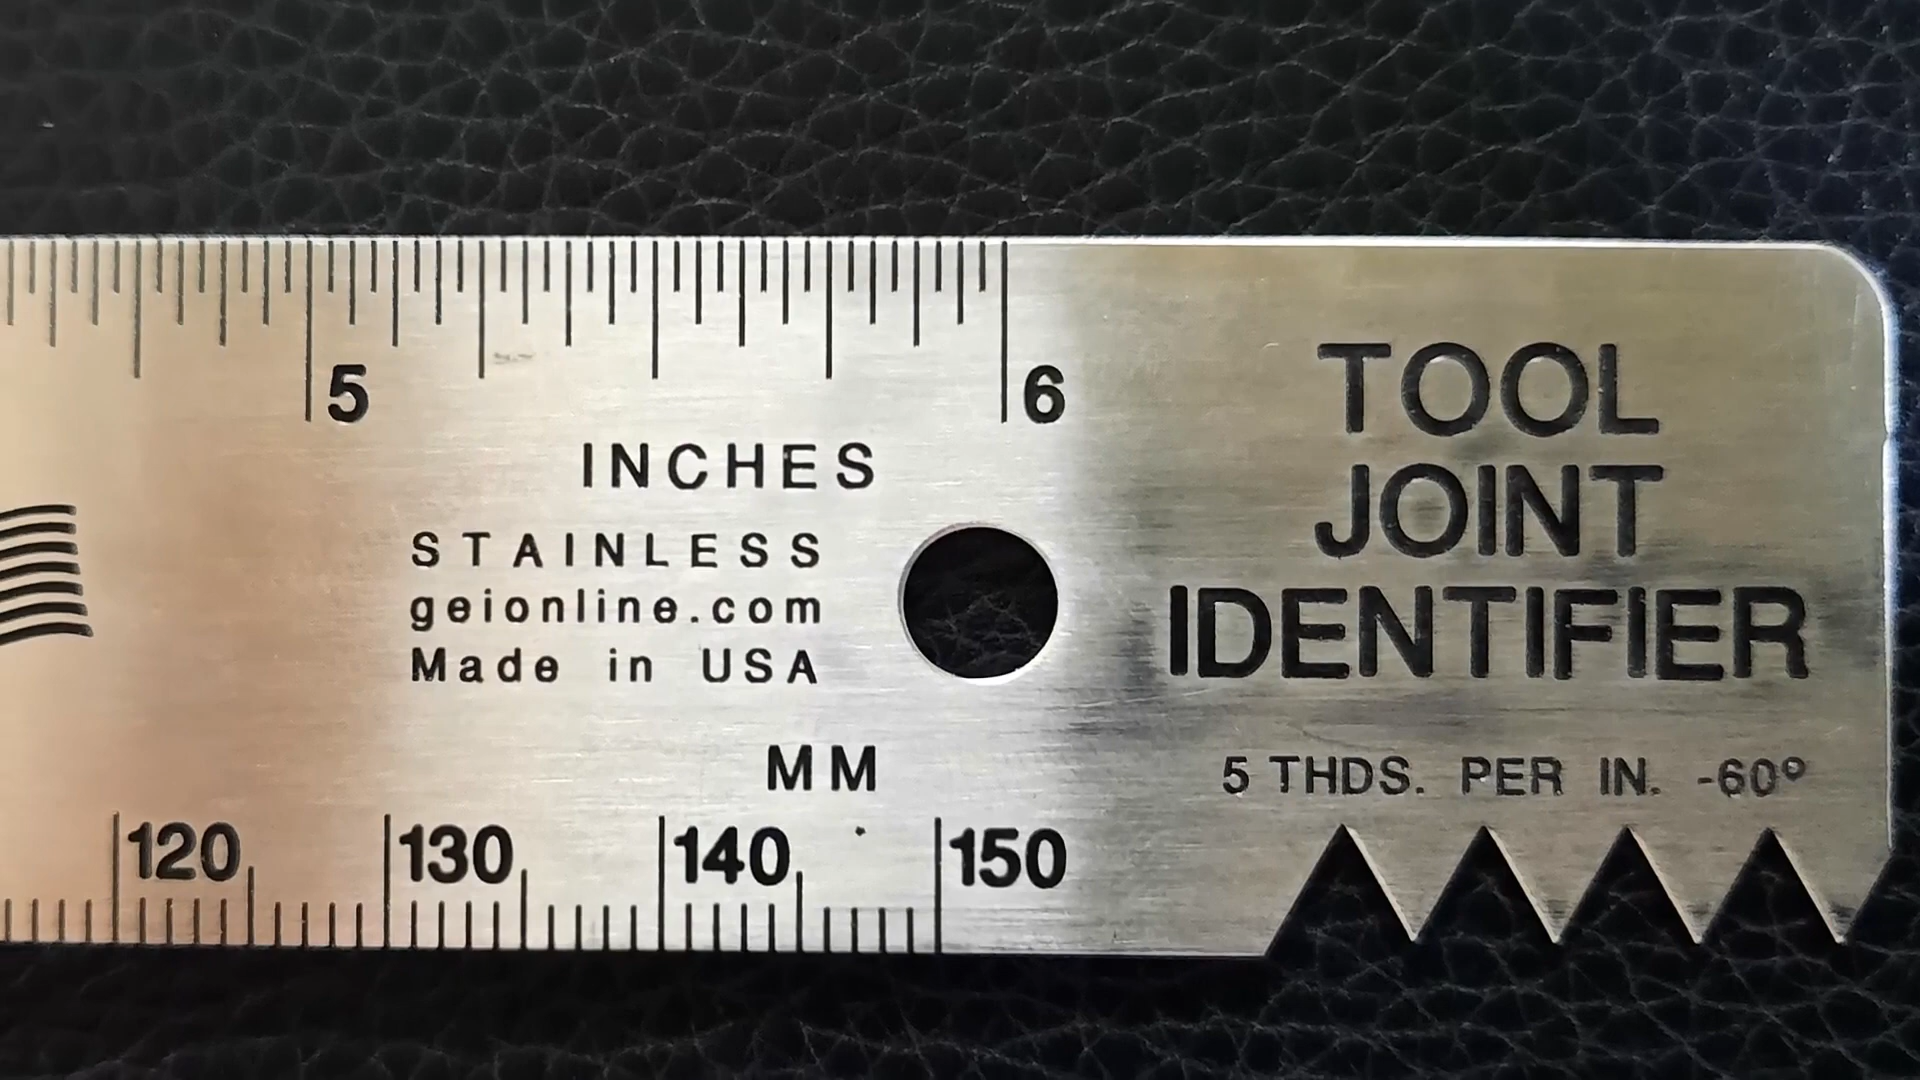 5 6
INCHES
STAINLESS
geionline.com
Made in USA
MM
120 130 140 150
TOOL
JOINT
IDENTIFIER
5 THDS. PER IN. -60°